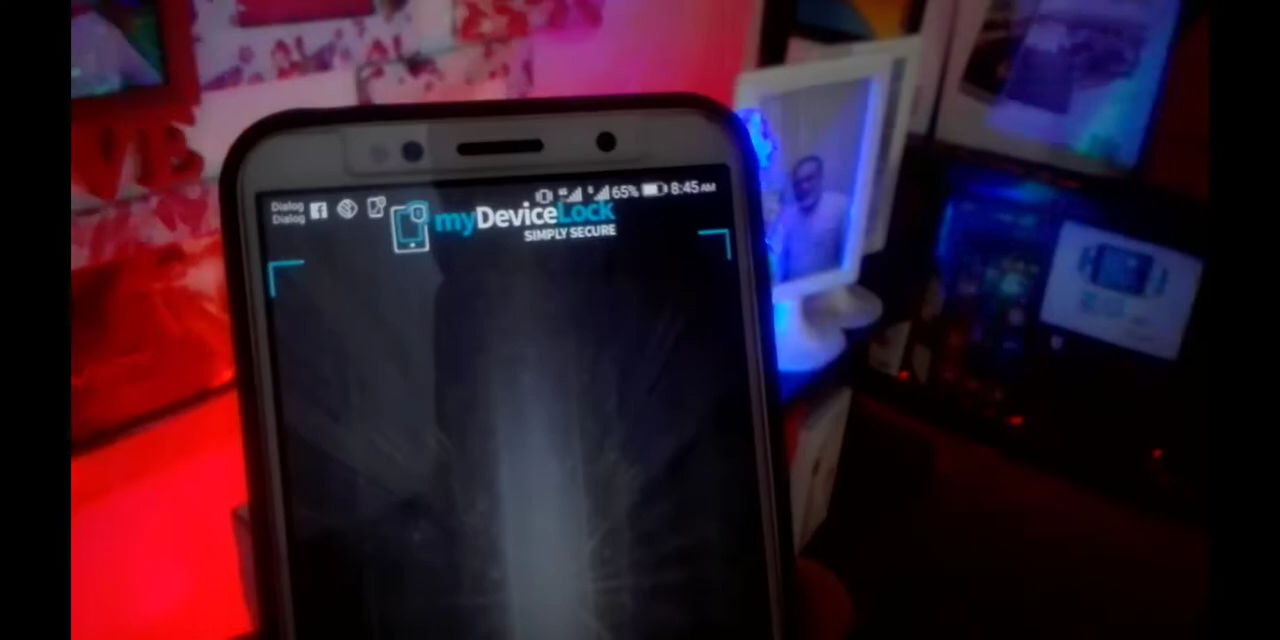 Dialog
Dialog
65% 8:45 AM
myDeviceLock
SIMPLY SECURE